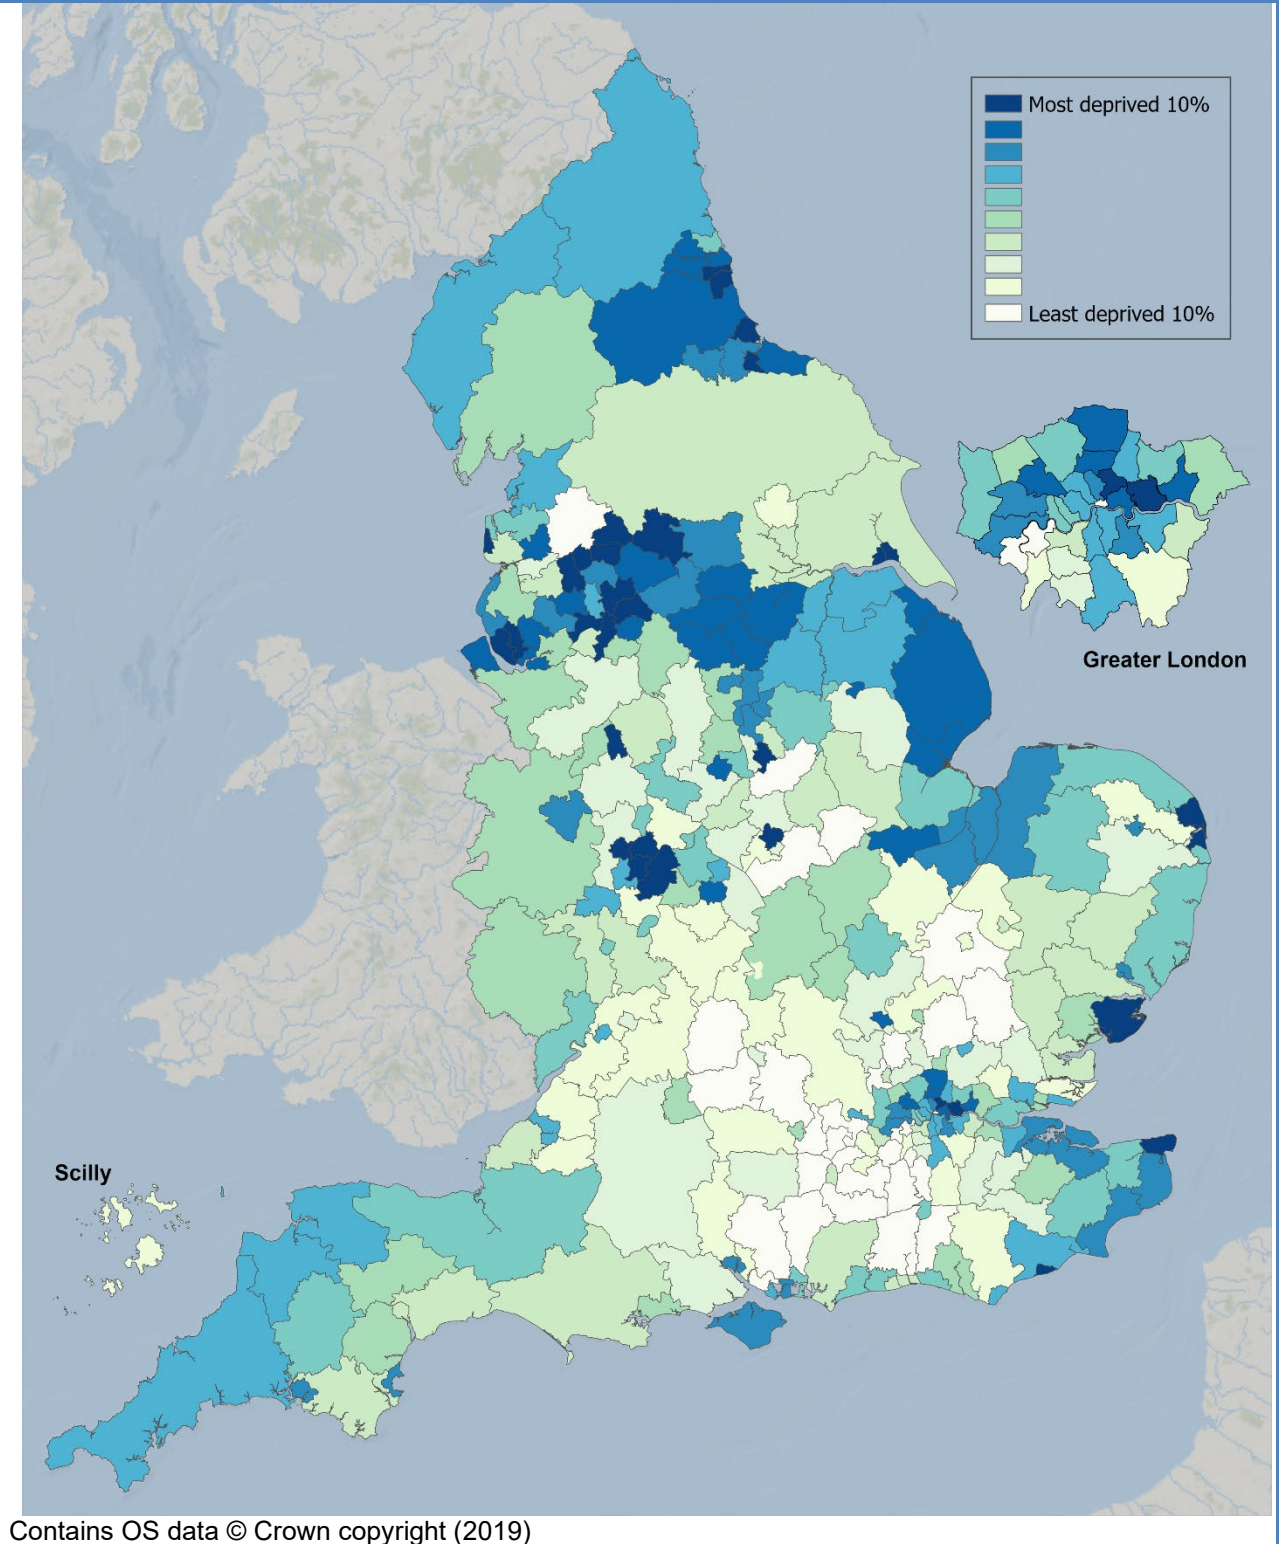 Most deprived 10%
Least deprived 10%
Greater London
Scilly
Contains OS data © Crown copyright (2019)